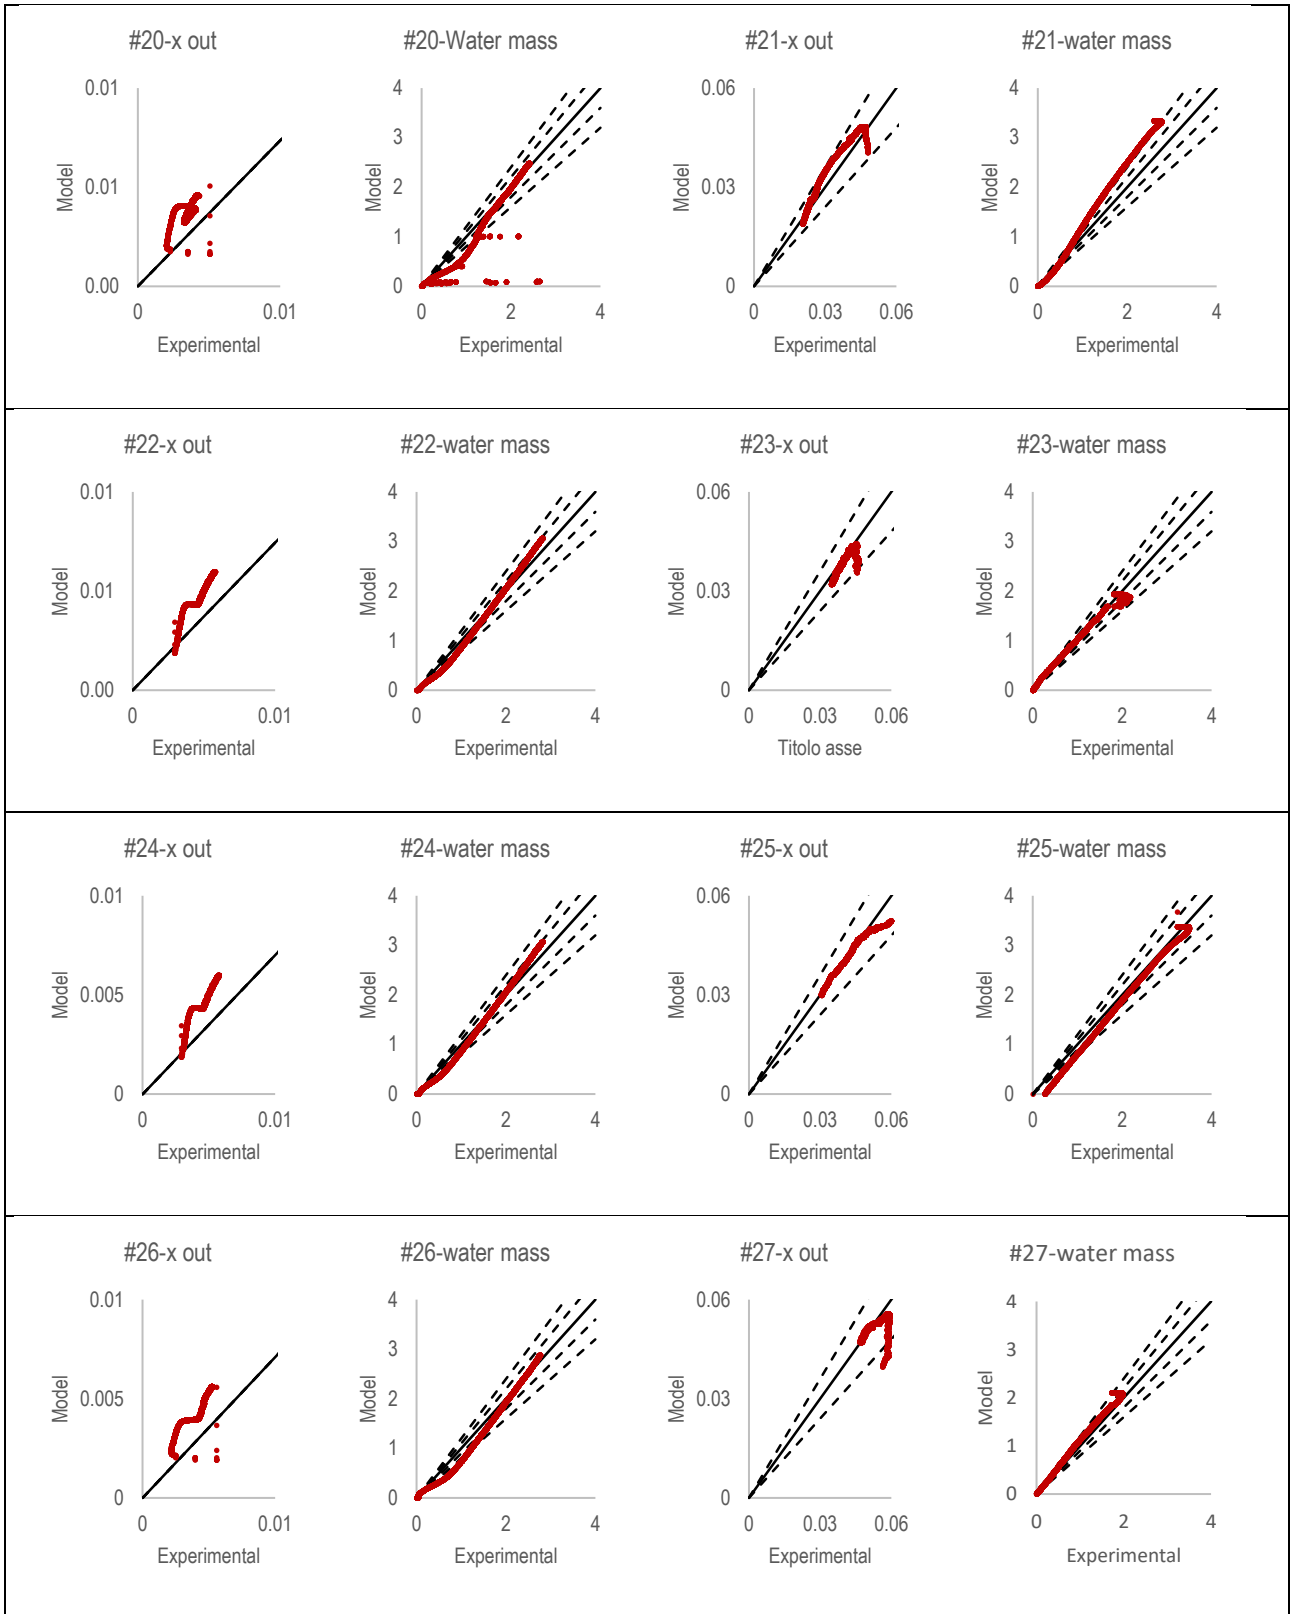 #20-x out
#20-Water mass
#21-x out
#21-water mass
0.01
0.01
0.00
Model
0
0.01
Experimental
4
3
2
1
0
Model
0
2
4
Experimental
0.06
0.03
0
Model
0
0.03
0.06
Experimental
4
3
2
1
0
Model
0
2
4
Experimental
#22-x out
#22-water mass
#23-x out
#23-water mass
0.01
0.01
0.00
Model
0
0.01
Experimental
4
3
2
1
0
Model
0
2
4
Experimental
0.06
0.03
0
Model
0
0.03
0.06
Titolo asse
4
3
2
1
0
Model
0
2
4
Experimental
#24-x out
#24-water mass
#25-x out
#25-water mass
0.01
0.005
0
Model
0
0.01
Experimental
4
3
2
1
0
Model
0
2
4
Experimental
0.06
0.03
0
Model
0
0.03
0.06
Experimental
4
3
2
1
0
Model
0
2
4
Experimental
#26-x out
#26-water mass
#27-x out
#27-water mass
0.01
0.005
0
Model
0
0.01
Experimental
4
3
2
1
0
Model
0
2
4
Experimental
0.06
0.03
0
Model
0
0.03
0.06
Experimental
4
3
2
1
0
Model
0
2
4
Experimental